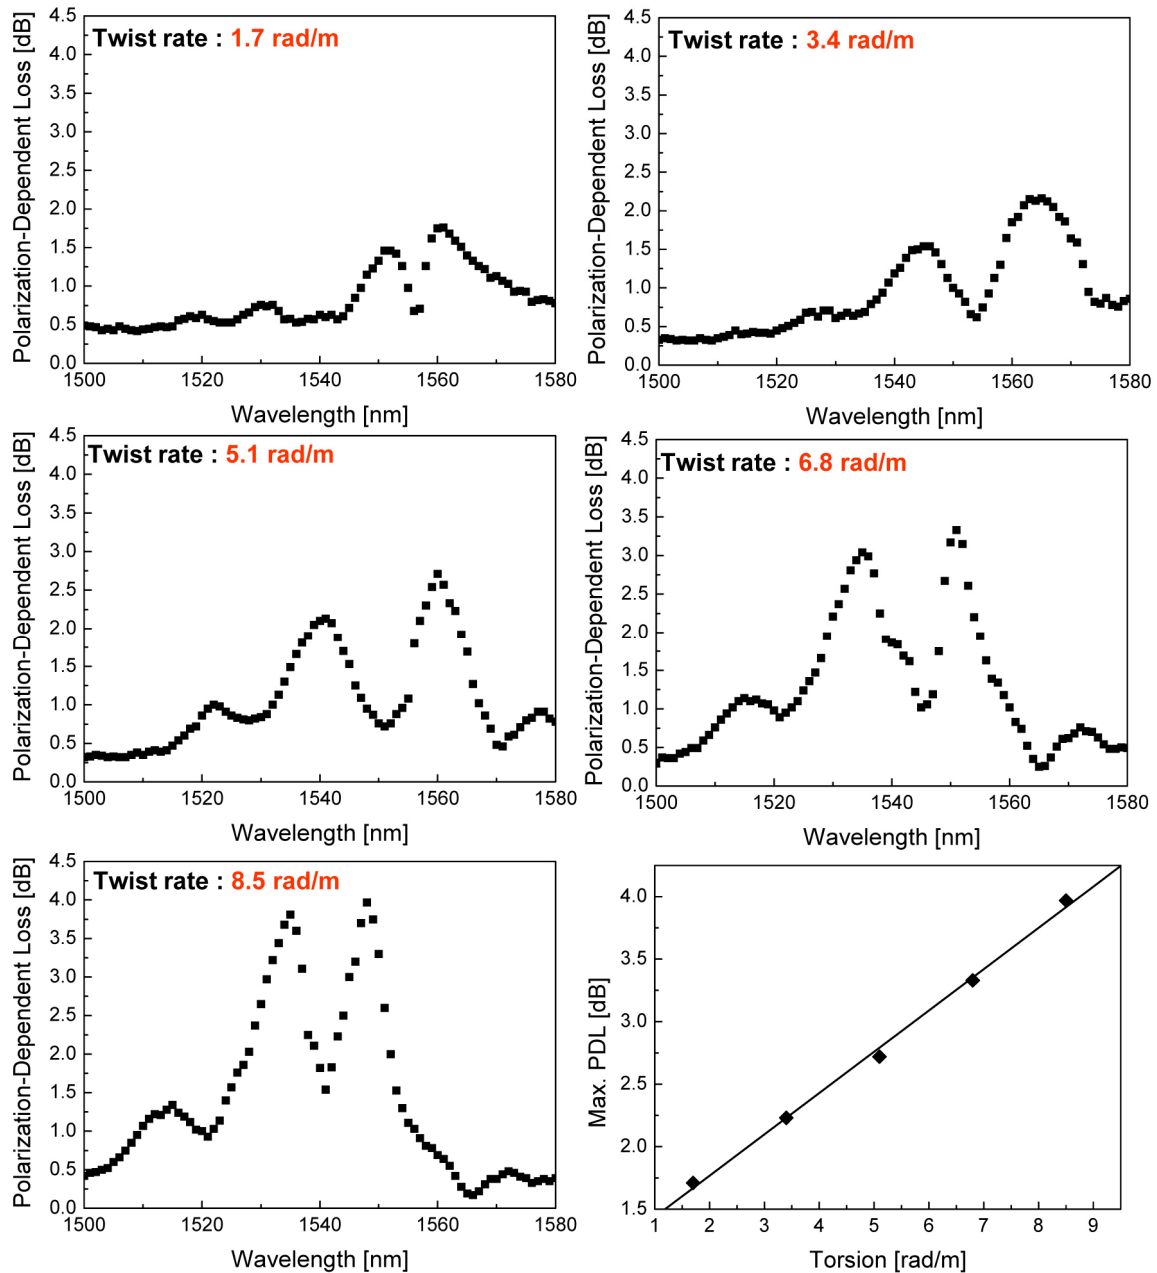 Twist rate : 1.7 rad/m
Polarization-Dependent Loss [dB]
4.5
4.0
3.5
3.0
2.5
2.0
1.5
1.0
0.5
0.0
1500 1520 1540 1560 1580
Wavelength [nm]
Twist rate : 3.4 rad/m
Polarization-Dependent Loss [dB]
4.5
4.0
3.5
3.0
2.5
2.0
1.5
1.0
0.5
0.0
1500 1520 1540 1560 1580
Wavelength [nm]
Twist rate : 5.1 rad/m
Polarization-Dependent Loss [dB]
4.5
4.0
3.5
3.0
2.5
2.0
1.5
1.0
0.5
0.0
1500 1520 1540 1560 1580
Wavelength [nm]
Twist rate : 6.8 rad/m
Polarization-Dependent Loss [dB]
4.5
4.0
3.5
3.0
2.5
2.0
1.5
1.0
0.5
0.0
1500 1520 1540 1560 1580
Wavelength [nm]
Twist rate : 8.5 rad/m
Polarization-Dependent Loss [dB]
4.5
4.0
3.5
3.0
2.5
2.0
1.5
1.0
0.5
0.0
1500 1520 1540 1560 1580
Wavelength [nm]
Max. PDL [dB]
4.0
3.5
3.0
2.5
2.0
1.5
1 2 3 4 5 6 7 8 9
Torsion [rad/m]